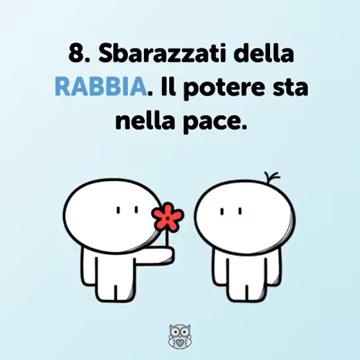 8. Sbarazzati della
RABBIA. Il potere sta
nella pace.